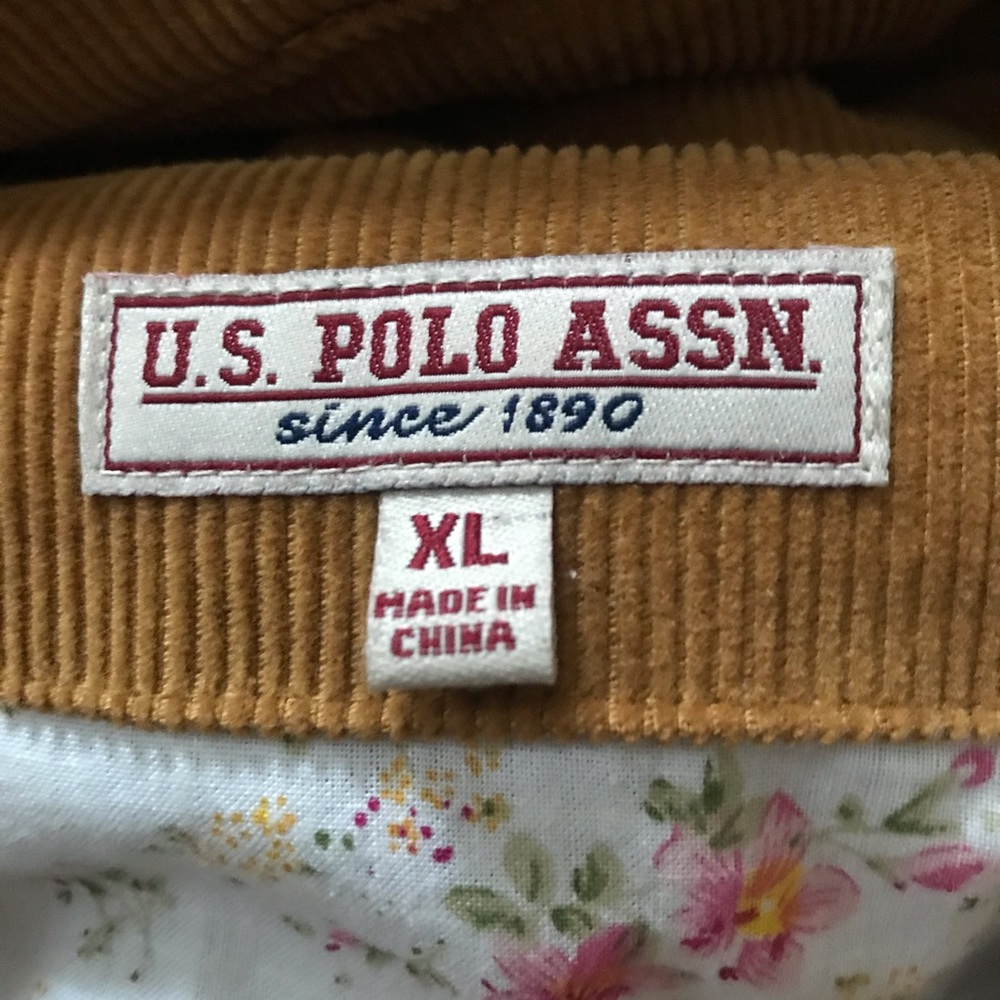 U.S. POLO ASSN.
since 1890
XL
MADE IN
CHINA